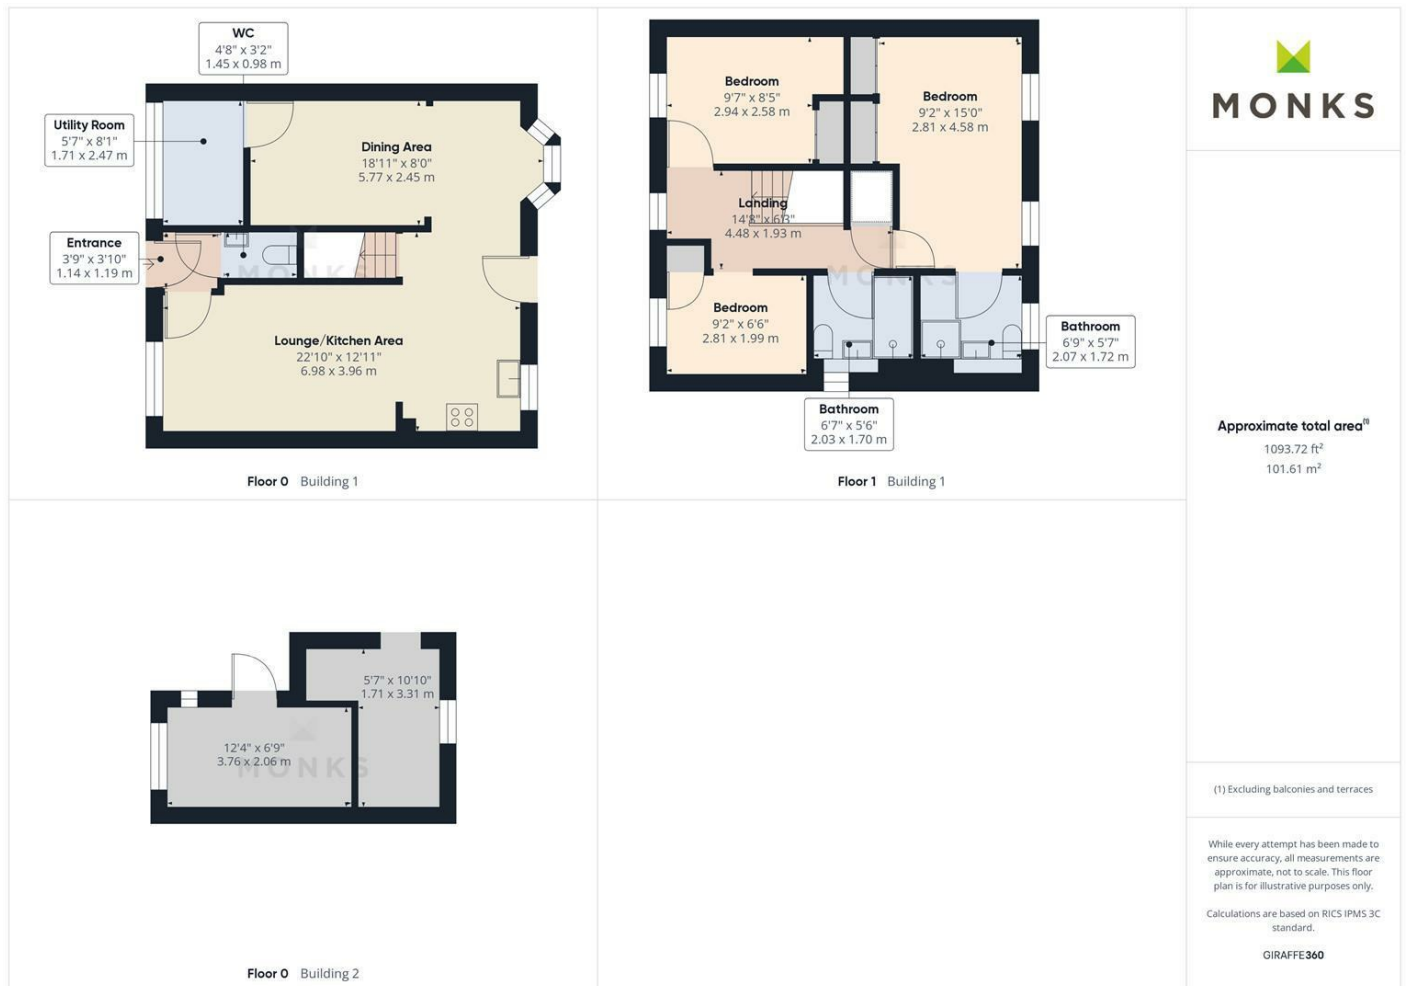 WC
4'8" x 3'2"
1.45 x 0.98 m
Utility Room
5'7" x 8'1"
1.71 x 2.47 m
Dining Area
18'11" x 8'0"
5.77 x 2.45 m
Entrance
3'9" x 3'10"
1.14 x 1.19 m
MONKS
Lounge/Kitchen Area
22'10" x 12'11"
6.98 x 3.96 m
Floor 0 Building 1
Bedroom
9'7" x 8'5"
2.94 x 2.58 m
Bedroom
9'2" x 15'0"
2.81 x 4.58 m
Landing
14'8" x 6'3"
4.48 x 1.93 m
MONKS
Bedroom
9'2" x 6'6"
2.81 x 1.99 m
Bathroom
6'9" x 5'7"
2.07 x 1.72 m
Bathroom
6'7" x 5'6"
2.03 x 1.70 m
Floor 1 Building 1
5'7" x 10'10"
1.71 x 3.31 m
12'4" x 6'9"
3.76 x 2.06 m
MONKS
Floor 0 Building 2
MONKS
Approximate total area(1)
1093.72 ft²
101.61 m²
(1) Excluding balconies and terraces
While every attempt has been made to
ensure accuracy, all measurements are
approximate, not to scale. This floor
plan is for illustrative purposes only.
Calculations are based on RICS IPMS 3C
standard.
GIRAFFE360